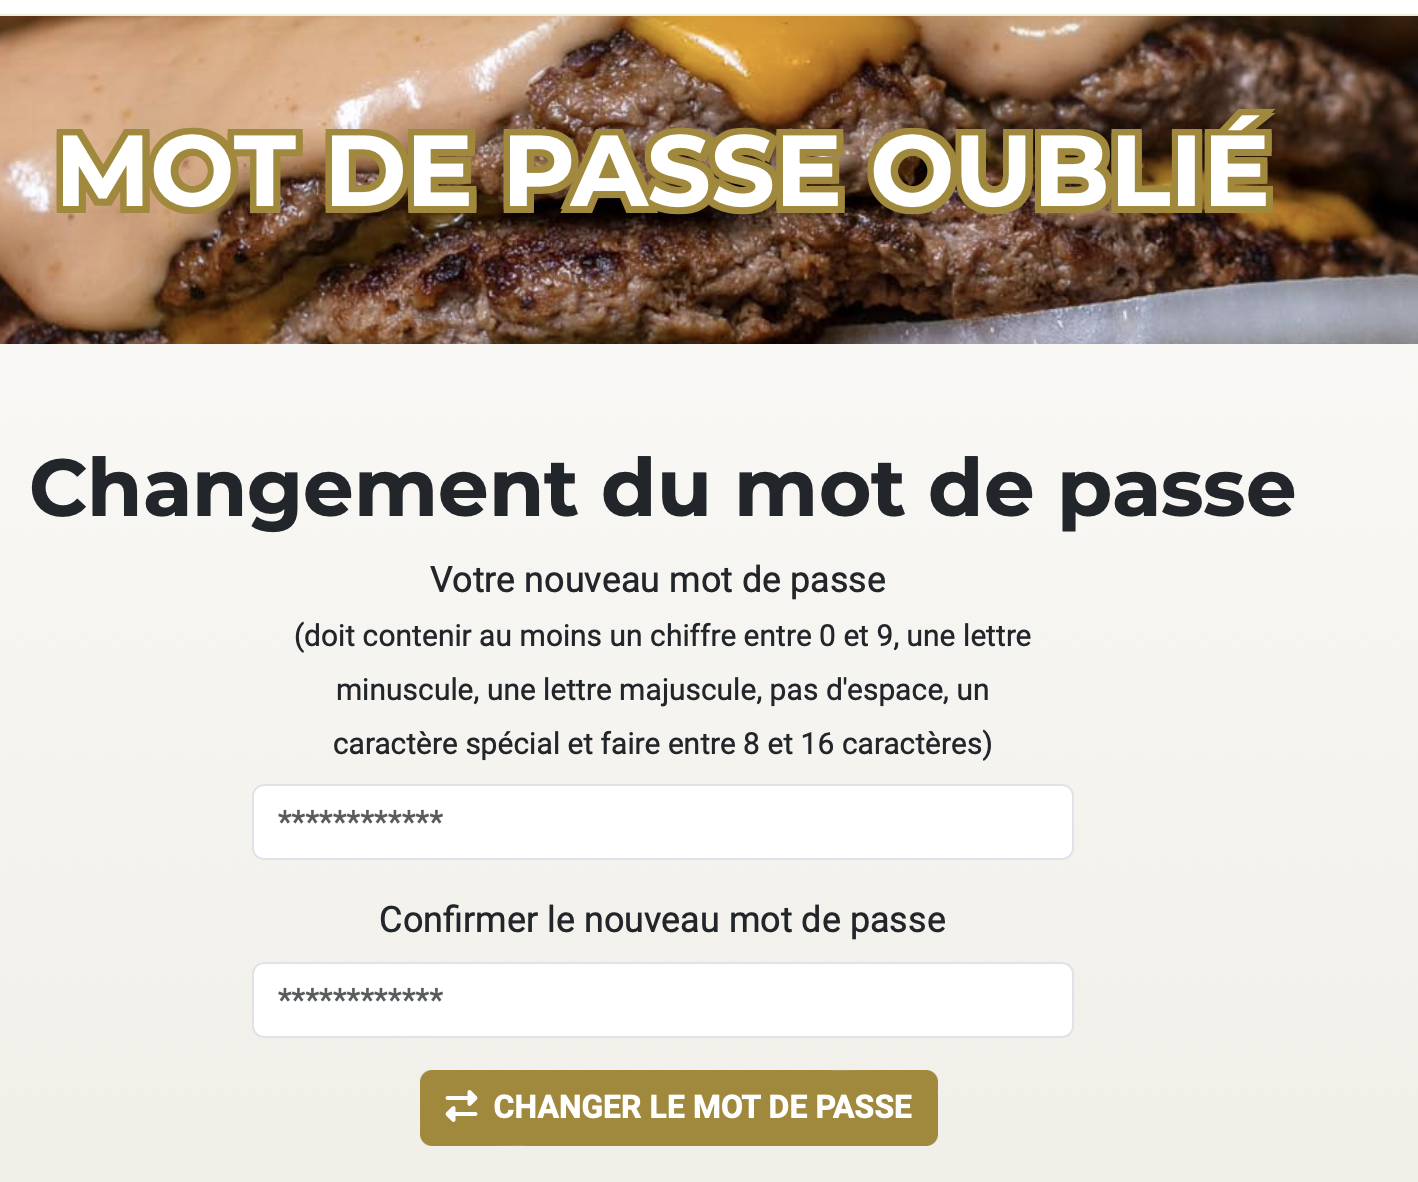 MOT DE PASSE OUBLIÉ
Changement du mot de passe
Votre nouveau mot de passe
(doit contenir au moins un chiffre entre 0 et 9, une lettre
minuscule, une lettre majuscule, pas d'espace, un
caractère spécial et faire entre 8 et 16 caractères)
************
Confirmer le nouveau mot de passe
************
CHANGER LE MOT DE PASSE